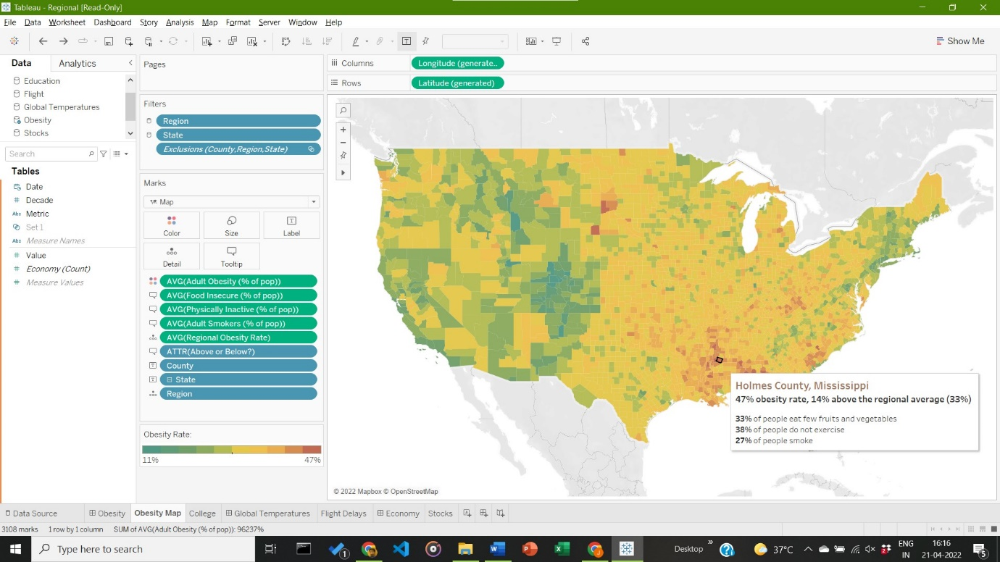 Tableau - Regional [Read-Only]
File Data Worksheet Dashboard Story Analysis Map Format Server Window Help
Show Me
Data Analytics
Education
Flight
Global Temperatures
Obesity
Stocks
Search
Tables
Date
Decade
Abc Metric
Set 1
Abc Measure Names
Value
Economy (Count)
Measure Values
Pages
Filters
Region
State
Exclusions (County,Region,State)
Marks
Map
Color Size Label
Detail Tooltip
AVG(Adult Obesity (% of pop))
AVG(Food Insecure (% of pop))
AVG(Physically Inactive (% of pop))
AVG(Adult Smokers (% of pop))
AVG(Regional Obesity Rate)
ATTR(Above or Below?)
County
State
Region
Obesity Rate:
11% 47%
Columns Longitude (generate..
Rows Latitude (generated)
Holmes County, Mississippi
47% obesity rate, 14% above the regional average (33%)
33% of people eat few fruits and vegetables
38% of people do not exercise
27% of people smoke
© 2022 Mapbox © OpenStreetMap
Data Source Obesity Obesity Map College Global Temperatures Flight Delays Economy Stocks
3108 marks 1 row by 1 column SUM of AVG(Adult Obesity (% of pop)): 96237%
Type here to search
1
Desktop
37°C
ENG
IN
16:16
21-04-2022
5